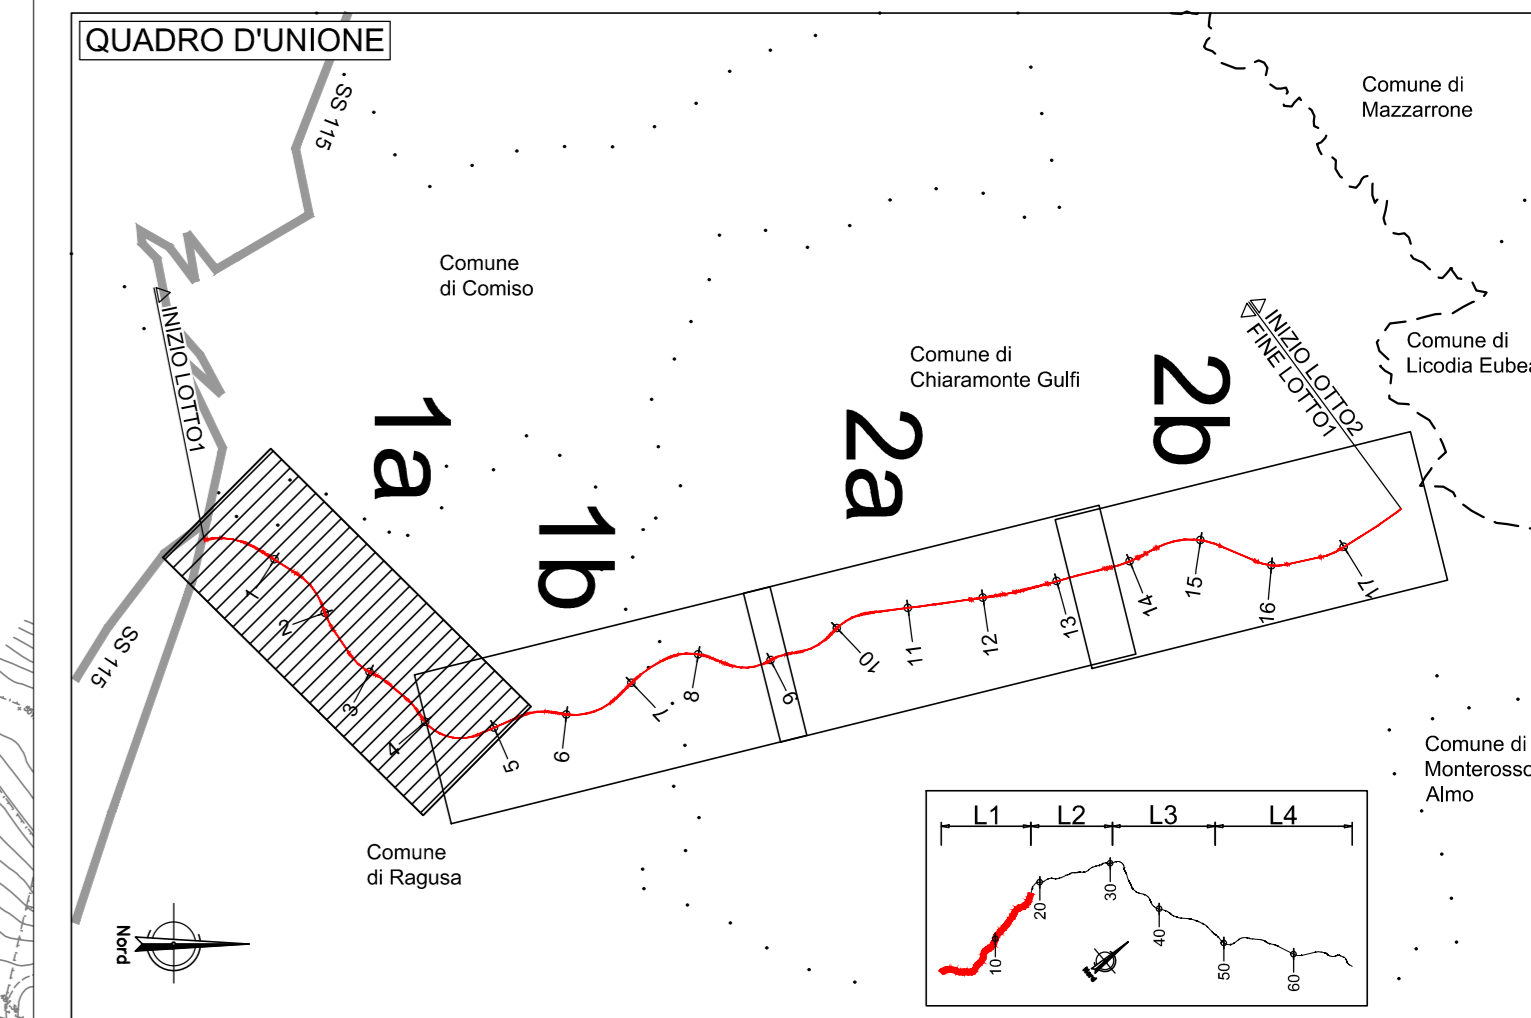 QUADRO D'UNIONE
SS 115
Comune di
Mazzarrone
Comune
di Comiso
INIZIO LOTTO1
Comune di
Chiaramonte Gulfi
INIZIO LOTTO2
FINE LOTTO1
Comune di
Licodia Eubea
1a
1b
2a
2b
1
2
3
4
5
6
7
8
9
10
11
12
13
14
15
16
17
SS 115
Comune di
Monterosso
Almo
Comune
di Ragusa
Nord
L1 L2 L3 L4
10
20
30
40
50
60
Nord